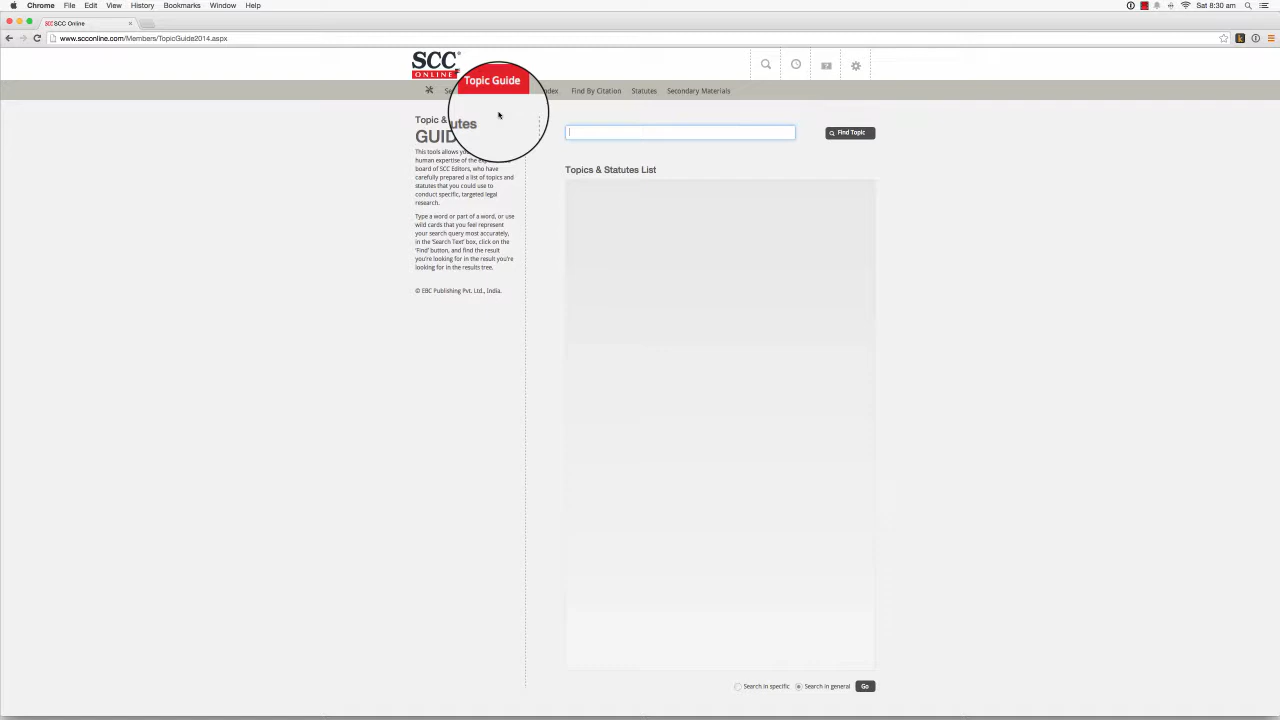 Chrome File Edit View History Bookmarks Window Help Sat 8:30 am
SCC Online
www.scconline.com/Members/TopicGuide2014.aspx
SCC
ONLINE
Topic Guide
Find By Citation Statutes Secondary Materials
Topic &
utes
GUID
This tools allows
human expertise of the
board of SCC Editors, who have
carefully prepared a list of topics and
statutes that you could use to
conduct specific, targeted legal
research.
Type a word or part of a word, or use
wild cards that you feel represent
your search query most accurately,
in the 'Search Text' box, click on the
'Find' button, and find the result
you're looking for in the result you're
looking for in the results tree.
© EBC Publishing Pvt. Ltd., India.
Find Topic
Topics & Statutes List
Search in specific Search in general Go